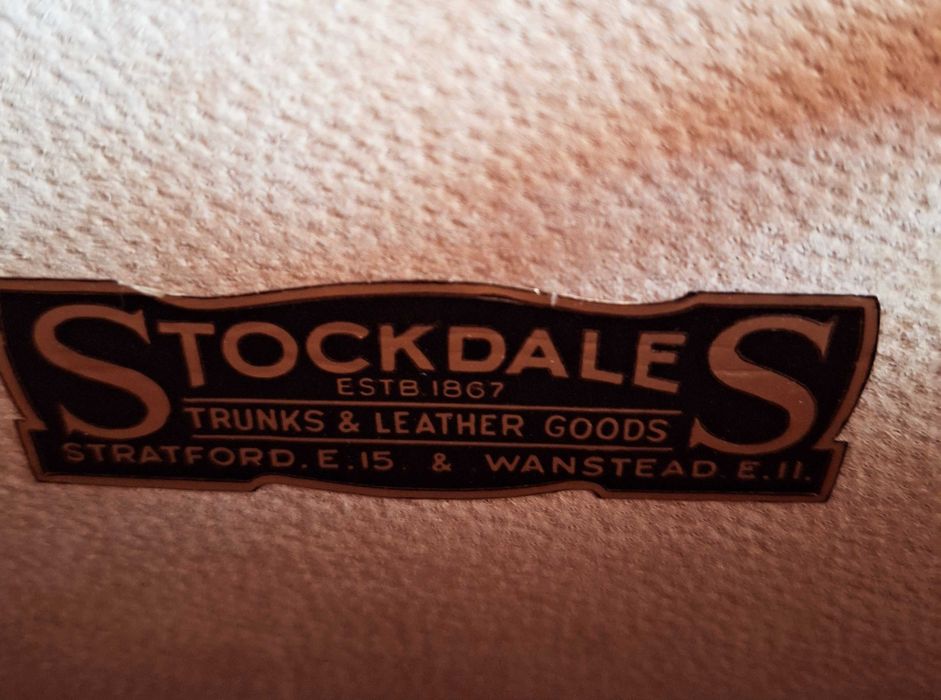 STOCKDALES
ESTB. 1867
TRUNKS & LEATHER GOODS
STRATFORD. E.15 & WANSTEAD. E.11.